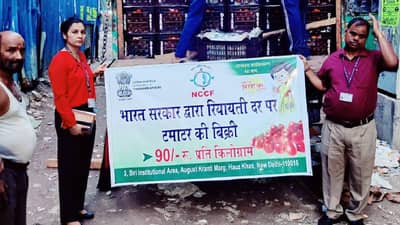 NCCF
भारत सरकार द्वारा रियायती दर पर
टमाटर की बिक्री
90/- रु. प्रति किलोग्राम
3, Siri Institutional Area, August Kranti Marg, Hauz Khas, New Delhi-110016